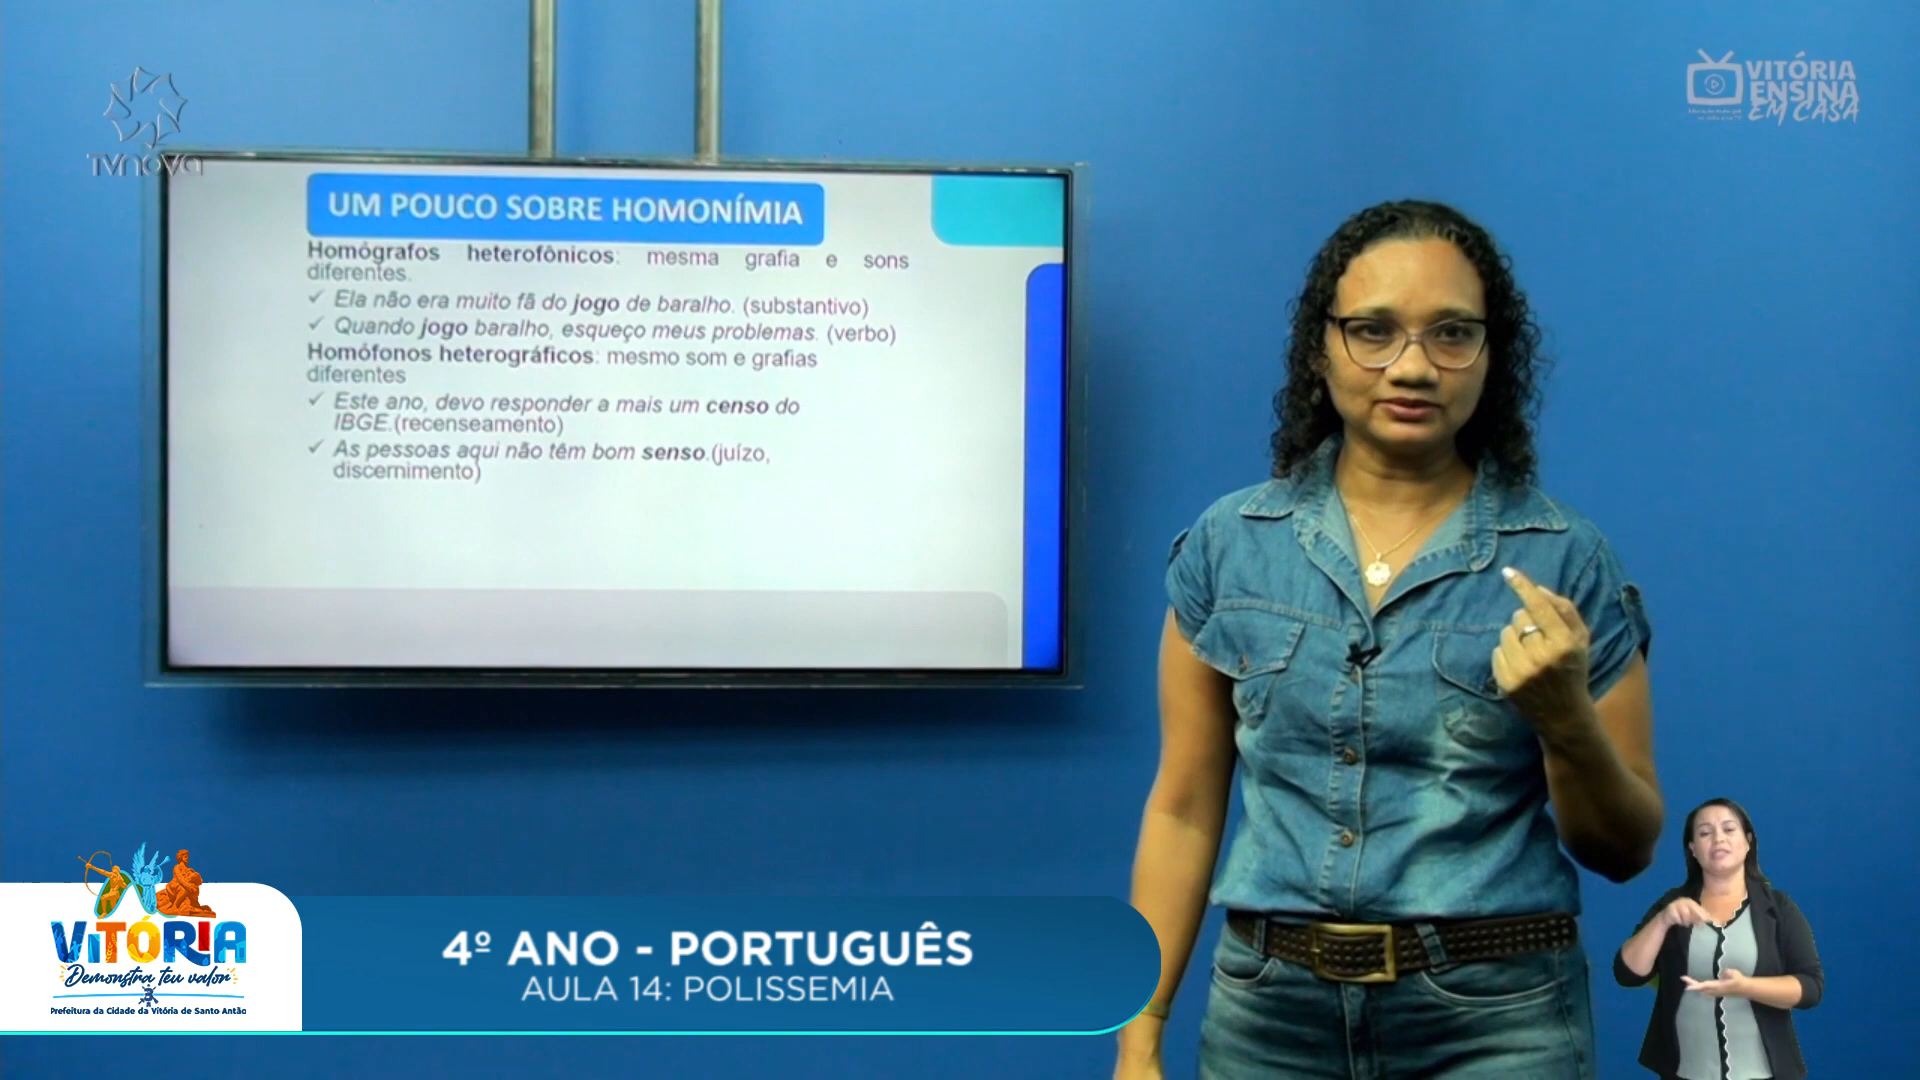 TVnova
VITÓRIA
ENSINA
EM CASA
UM POUCO SOBRE HOMONÍMIA
Homógrafos heterofônicos: mesma grafia e sons
diferentes.
✓ Ela não era muito fã do jogo de baralho. (substantivo)
✓ Quando jogo baralho, esqueço meus problemas. (verbo)
Homófonos heterográficos: mesmo som e grafias
diferentes
✓ Este ano, devo responder a mais um censo do
IBGE.(recenseamento)
✓ As pessoas aqui não têm bom senso.(juízo,
discernimento)
VITÓRIA
Demonstra teu valor
Prefeitura da Cidade da Vitória de Santo Antão
4º ANO - PORTUGUÊS
AULA 14: POLISSEMIA